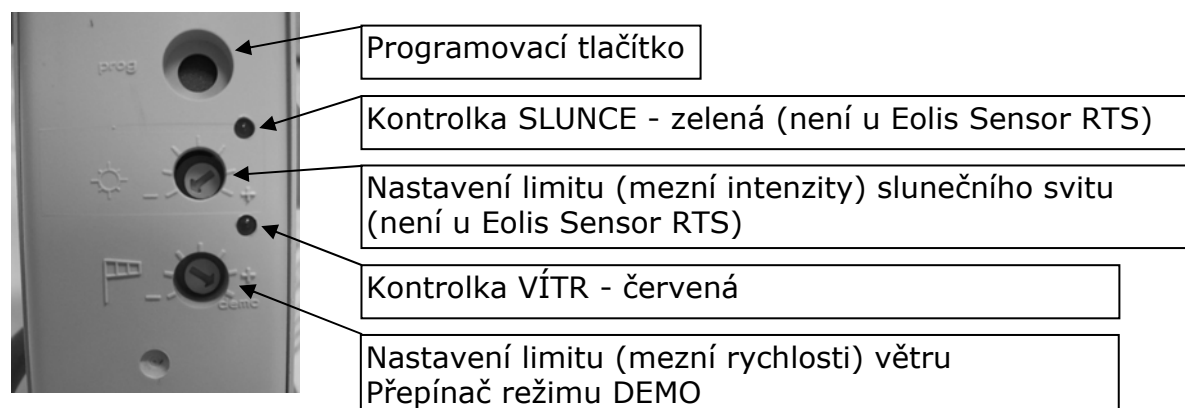 prog
Programovací tlačítko
Kontrolka SLUNCE - zelená (není u Eolis Sensor RTS)
Nastavení limitu (mezní intenzity) slunečního svitu
(není u Eolis Sensor RTS)
- +
Kontrolka VÍTR - červená
- +
demo
Nastavení limitu (mezní rychlosti) větru
Přepínač režimu DEMO